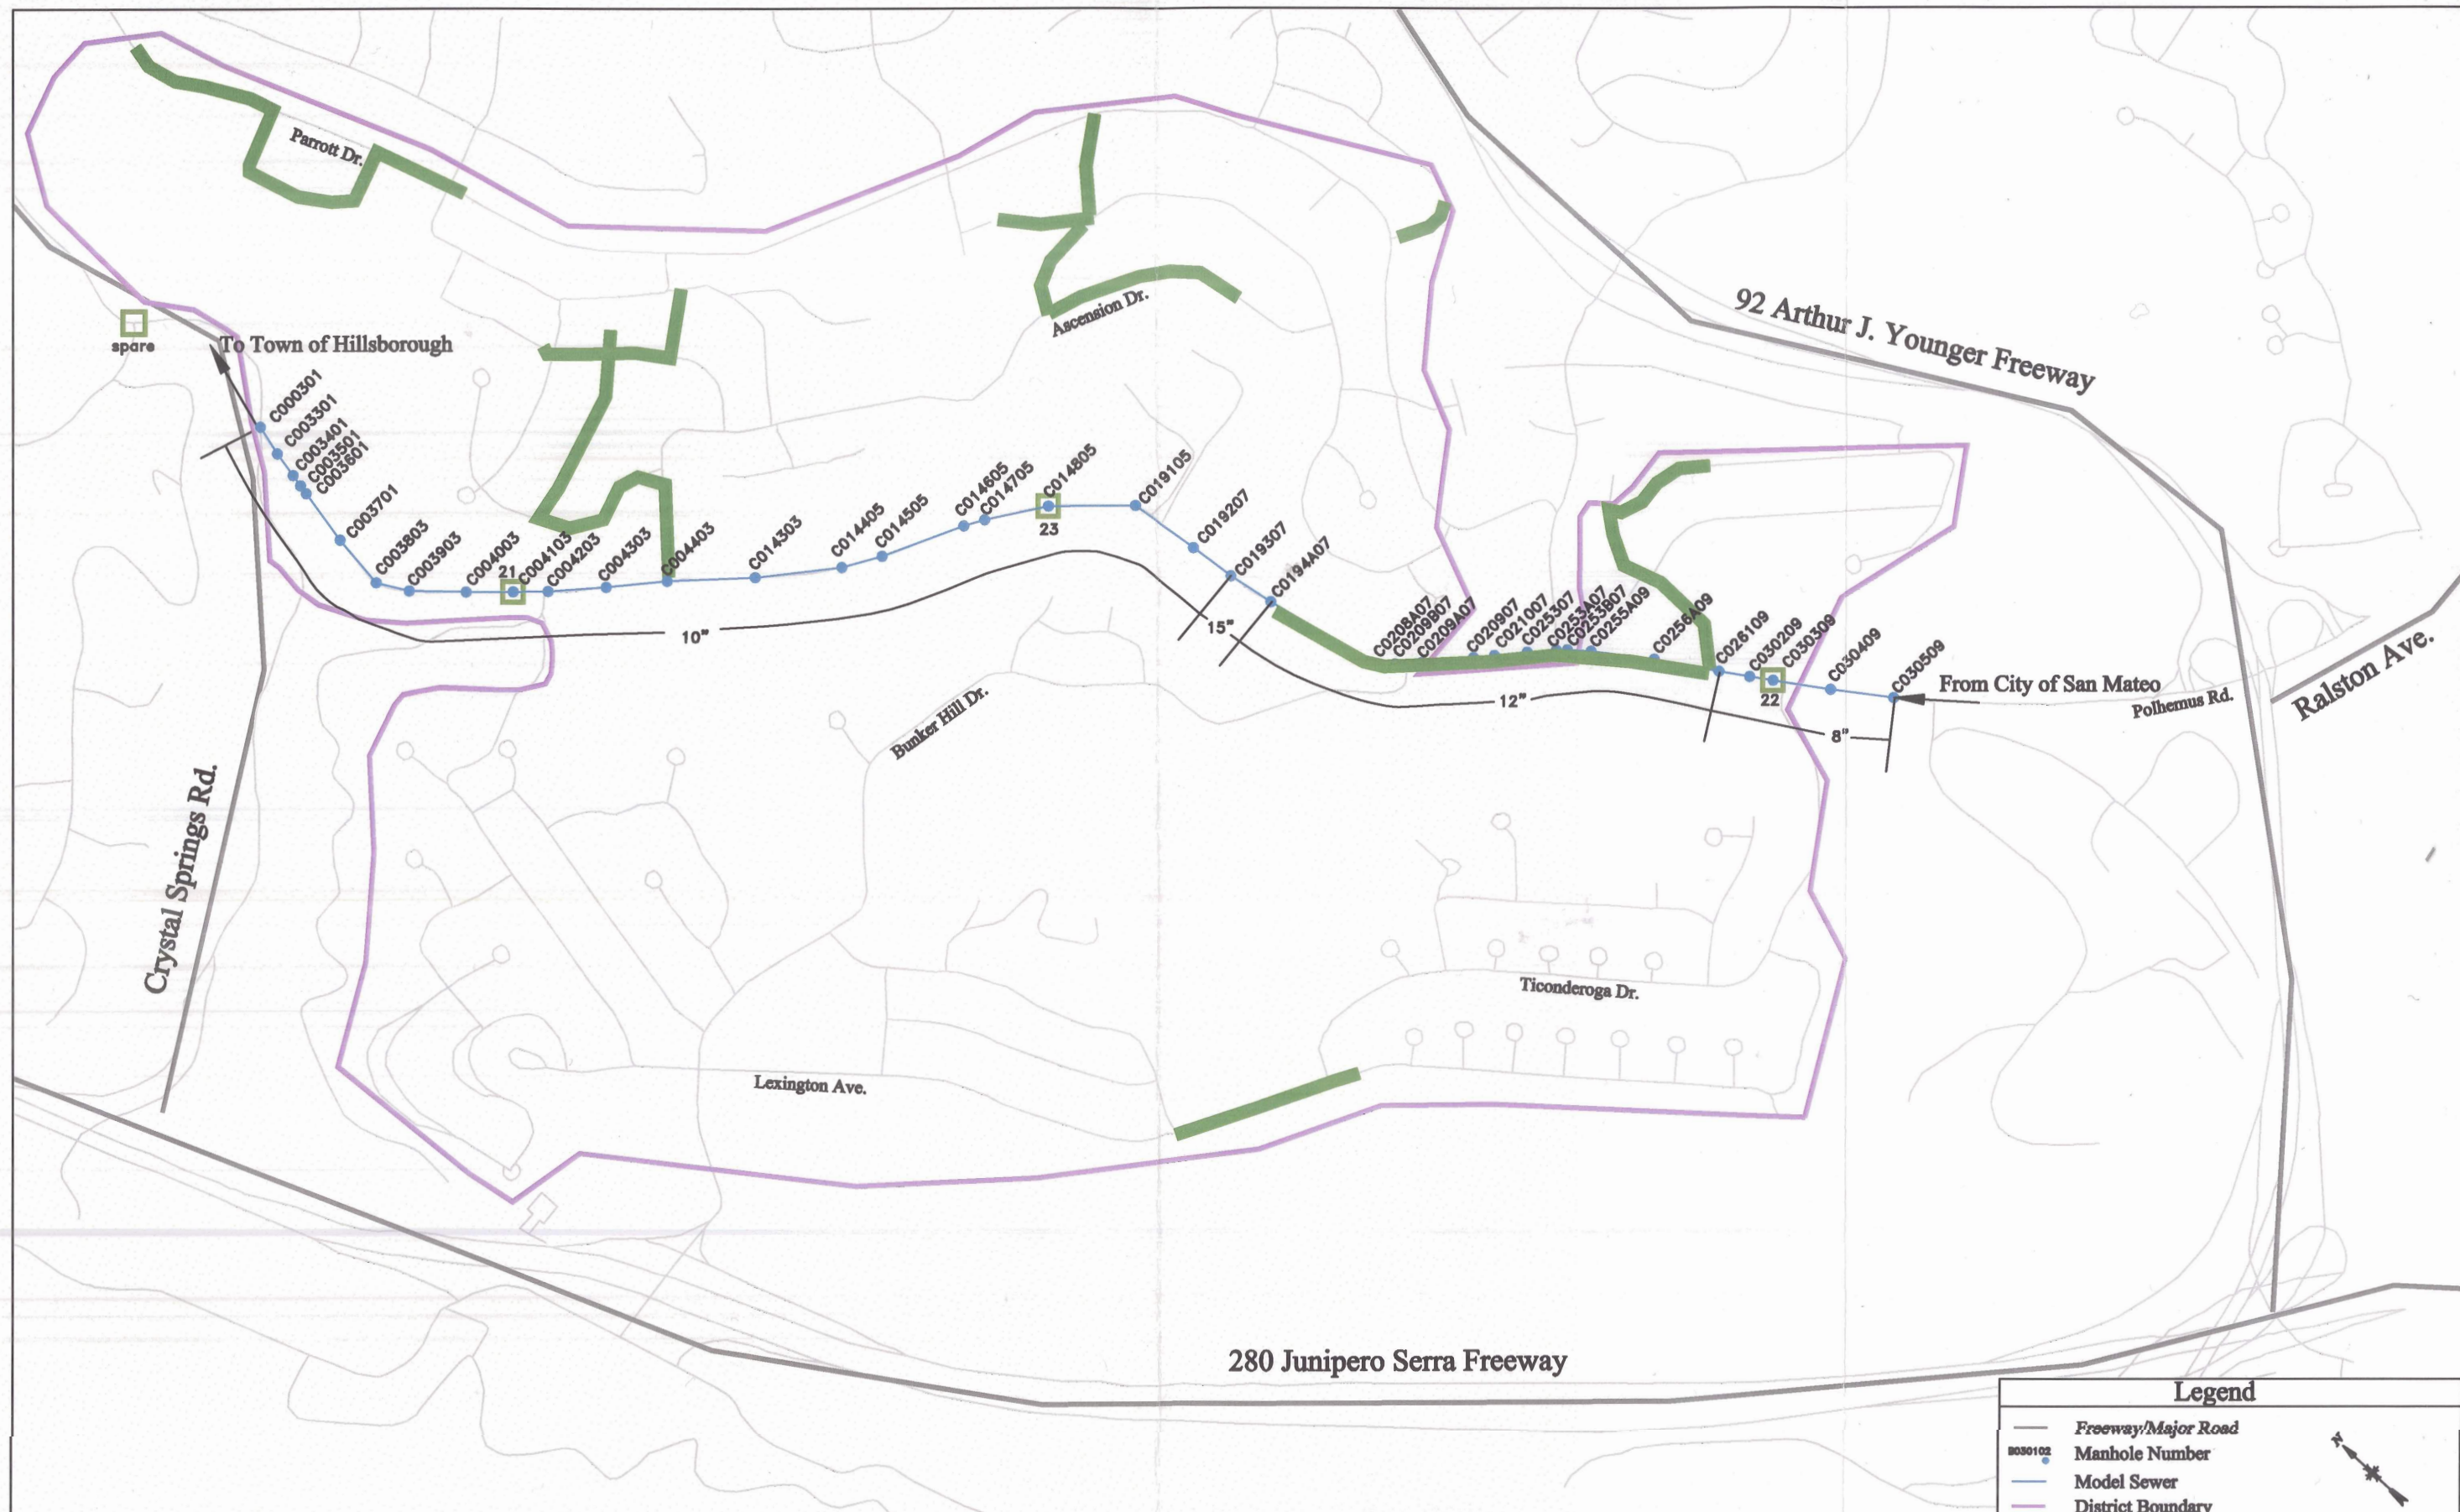 Parrott Dr.
Ascension Dr.
92 Arthur J. Younger Freeway
spare
To Town of Hillsborough
C000301
C003301
C003401
C003501
C003601
C003701
C003803
C003903
C004003
21
C004103
C004203
C004303
C004403
C014303
C014405
C014505
C014605
C014705
C014805
23
C019105
C019207
C019307
C0194A07
C0208A07
C0209B07
C0209A07
C020907
C021007
C025307
C0253A07
C0253B07
C0255A09
C0256A09
C026109
C030209
C030309
22
C030409
C030509
From City of San Mateo
Polhemus Rd.
Ralston Ave.
10"
15"
12"
8"
Bunker Hill Dr.
Crystal Springs Rd.
Ticonderoga Dr.
Lexington Ave.
280 Junipero Serra Freeway
Legend
Freeway/Major Road
B030102
Manhole Number
Model Sewer
District Boundary
N